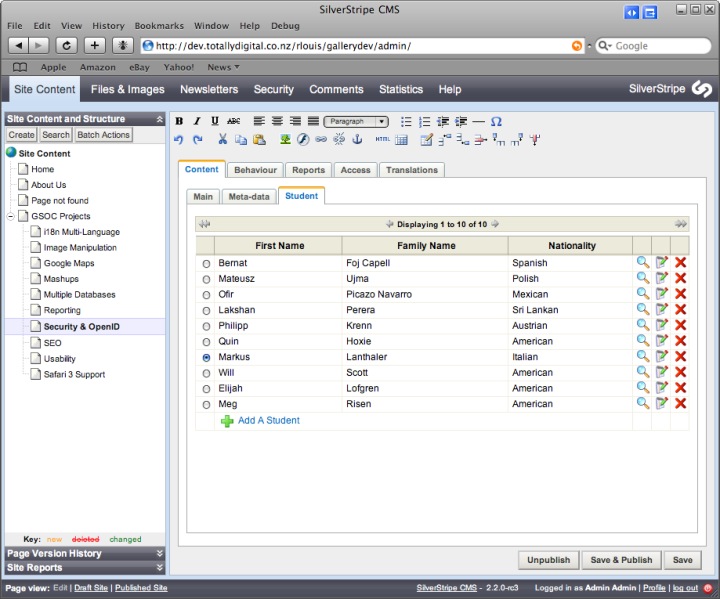 SilverStripe CMS
File Edit View History Bookmarks Window Help Debug
http://dev.totallydigital.co.nz/rlouis/gallerydev/admin/ Google
Apple Amazon eBay Yahoo! News
Site Content Files & Images Newsletters Security Comments Statistics Help SilverStripe
Site Content and Structure
Create Search Batch Actions
Site Content
Home
About Us
Page not found
GSOC Projects
i18n Multi-Language
Image Manipulation
Google Maps
Mashups
Multiple Databases
Reporting
Security & OpenID
SEO
Usability
Safari 3 Support
Key: new deleted changed
Page Version History
Site Reports
B I U ABC Paragraph
HTML
Content Behaviour Reports Access Translations
Main Meta-data Student
Displaying 1 to 10 of 10
First Name Family Name Nationality
Bernat Foj Capell Spanish
Mateusz Ujma Polish
Ofir Picazo Navarro Mexican
Lakshan Perera Sri Lankan
Philipp Krenn Austrian
Quin Hoxie American
Markus Lanthaler Italian
Will Scott American
Elijah Lofgren American
Meg Risen American
Add A Student
Unpublish Save & Publish Save
Page view: Edit | Draft Site | Published Site
SilverStripe CMS - 2.2.0-rc3 Logged in as Admin Admin | Profile | log out